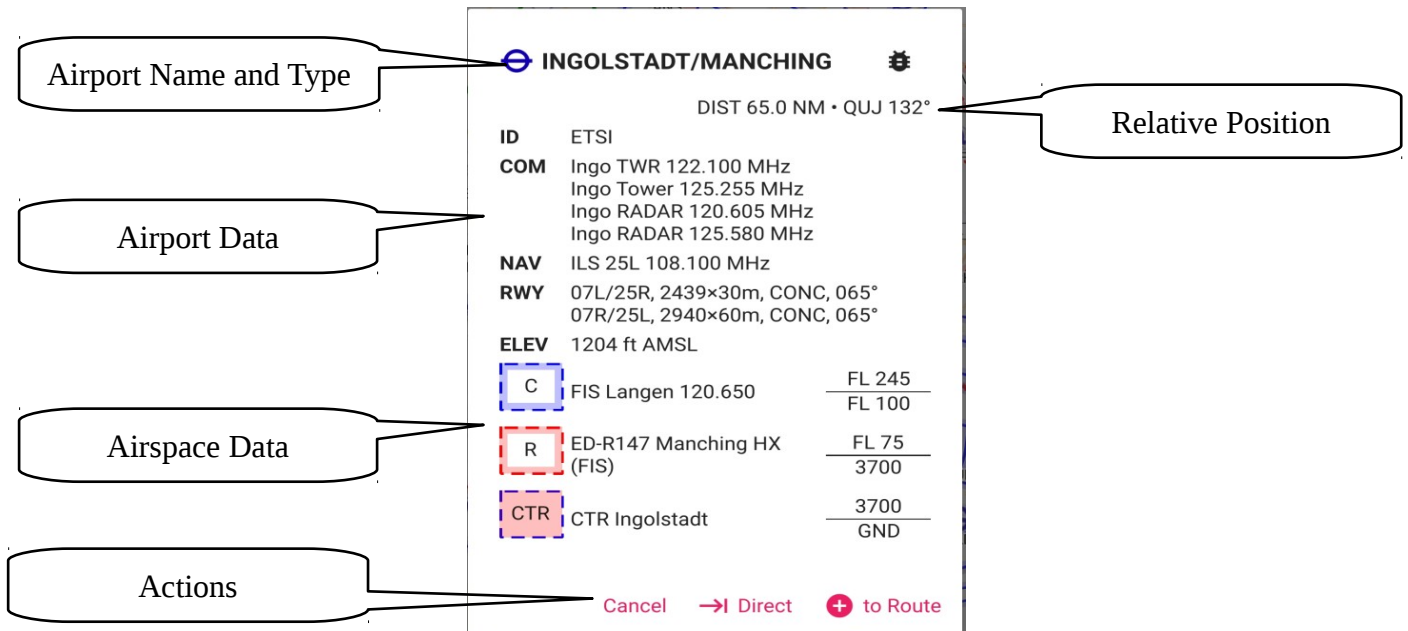 Airport Name and Type
INGOLSTADT/MANCHING
DIST 65.0 NM • QUJ 132°
Relative Position
ID ETSI
COM Ingo TWR 122.100 MHz
Ingo Tower 125.255 MHz
Airport Data
Ingo RADAR 120.605 MHz
Ingo RADAR 125.580 MHz
NAV ILS 25L 108.100 MHz
RWY 07L/25R, 2439×30m, CONC, 065°
07R/25L, 2940×60m, CONC, 065°
ELEV 1204 ft AMSL
C FIS Langen 120.650 FL 245
FL 100
Airspace Data
R ED-R147 Manching HX FL 75
(FIS) 3700
CTR CTR Ingolstadt 3700
GND
Actions
Cancel Direct to Route